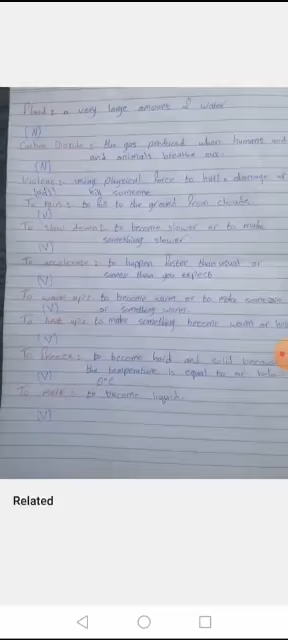 Flood: a very large amount of water
(N)
Carbon Dioxide: the gas produced when humans and
and animals breathe out.
(N)
Violent: using physical force to hurt, damage or
(adj) kill someone
To rain: to fall to the ground from clouds
(V)
To slow down: to become slower or to make
something slower
(V)
To accelerate: to happen faster than usual or
(V) sooner than you expect
To warm up: to become warm or to make someone
(V) or something warm.
To heat up: to make something become warm or hot
(V)
To freeze: to become hard and solid because
(V) the temperature is equal to or below
0°C
To melt: to become liquid.
(V)
Related